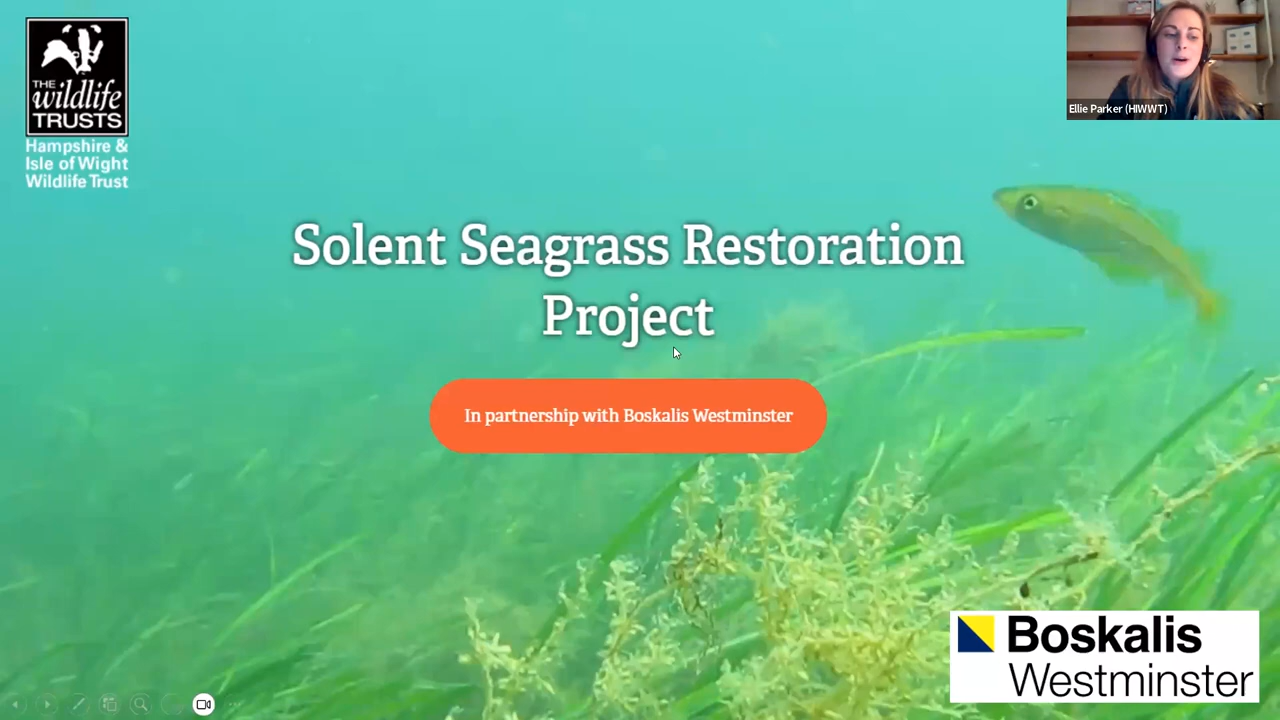 THE
wildlife
TRUSTS
Hampshire &
Isle of Wight
Wildlife Trust
Ellie Parker (HIWWT)
Solent Seagrass Restoration
Project
In partnership with Boskalis Westminster
Boskalis
Westminster